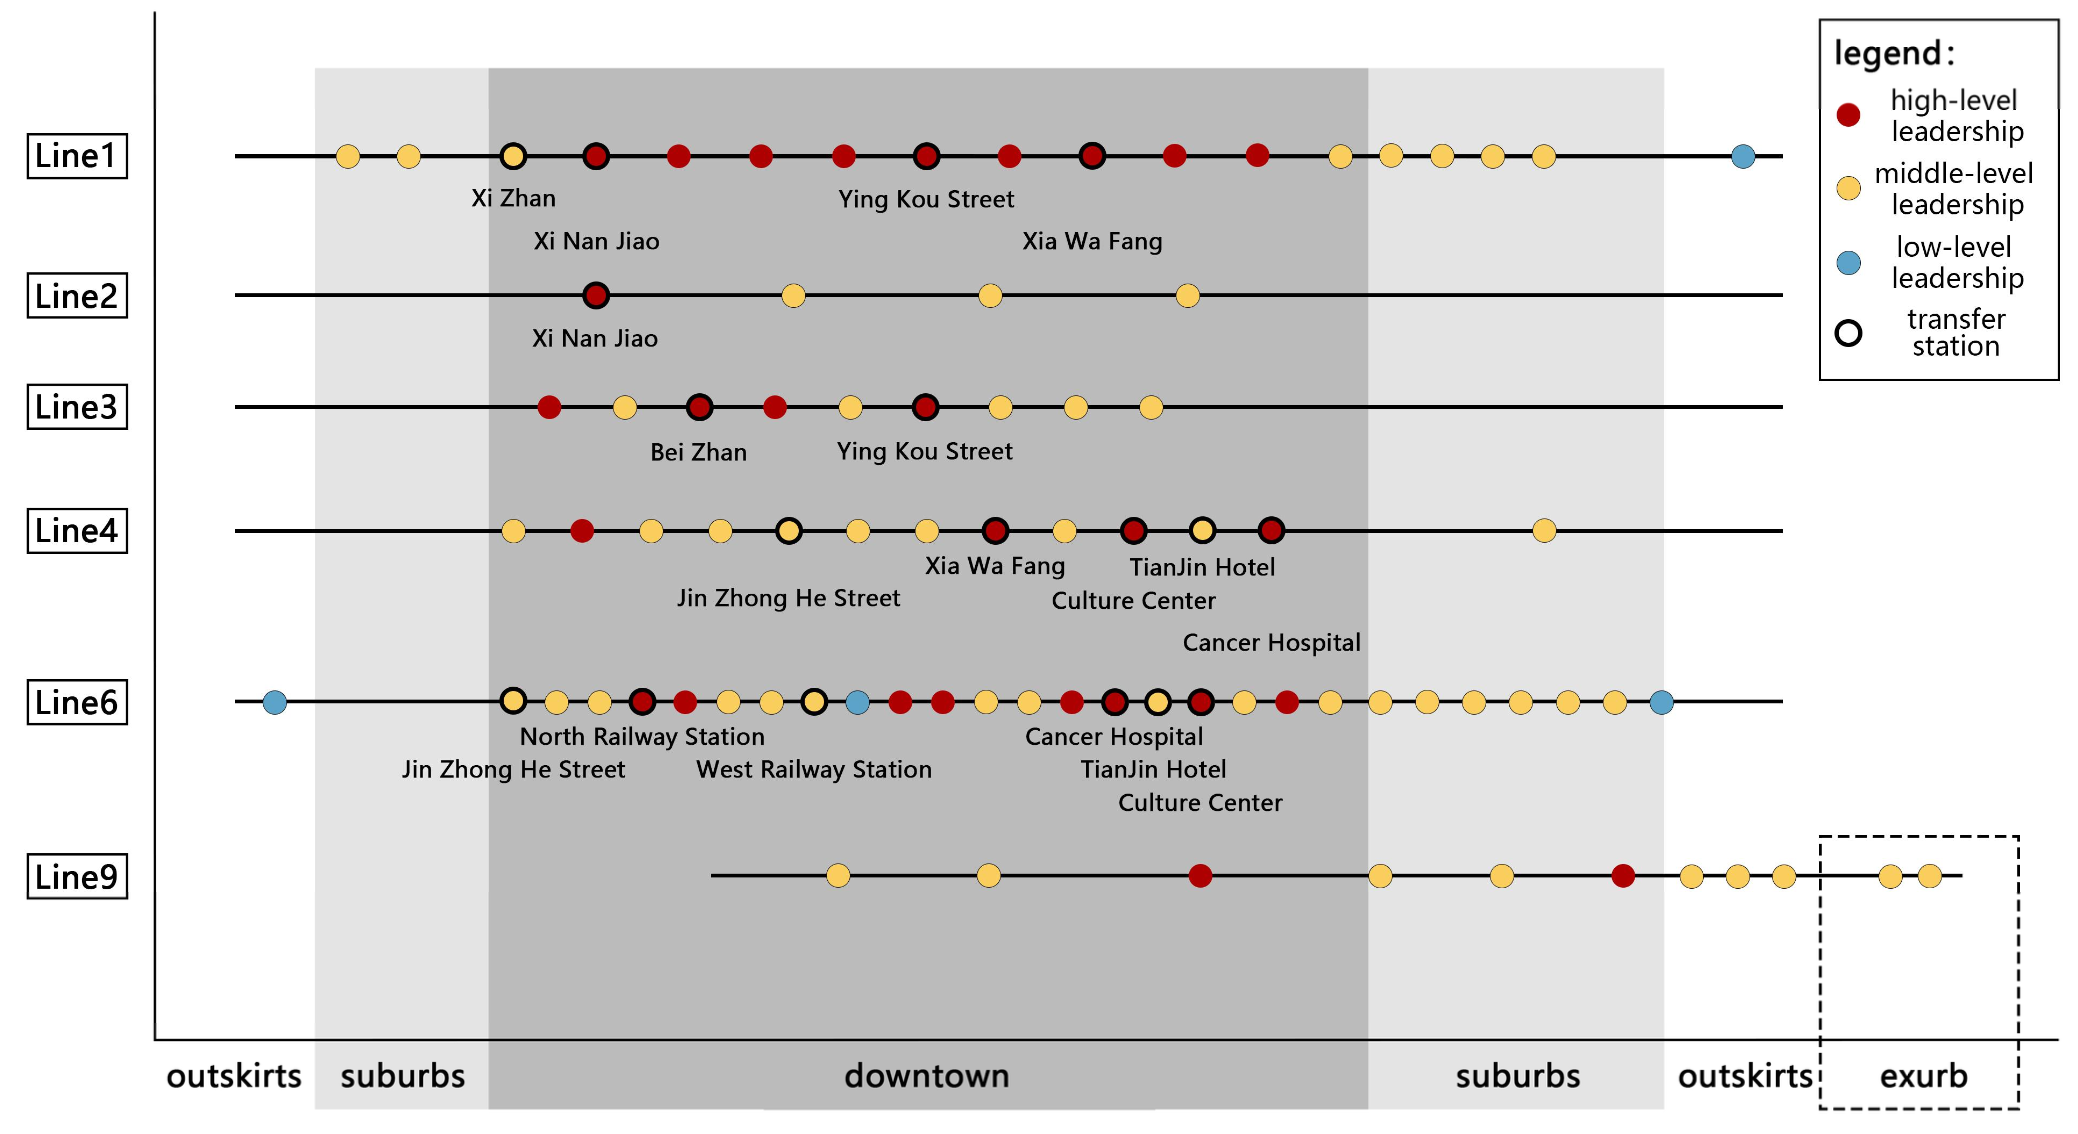 legend:
high-level
leadership
middle-level
leadership
low-level
leadership
transfer
station
Line1
Xi Zhan
Ying Kou Street
Xi Nan Jiao
Xia Wa Fang
Line2
Xi Nan Jiao
Line3
Bei Zhan
Ying Kou Street
Line4
Xia Wa Fang
TianJin Hotel
Jin Zhong He Street
Culture Center
Cancer Hospital
Line6
North Railway Station
Cancer Hospital
Jin Zhong He Street
West Railway Station
TianJin Hotel
Culture Center
Line9
outskirts
suburbs
downtown
suburbs
outskirts
exurb